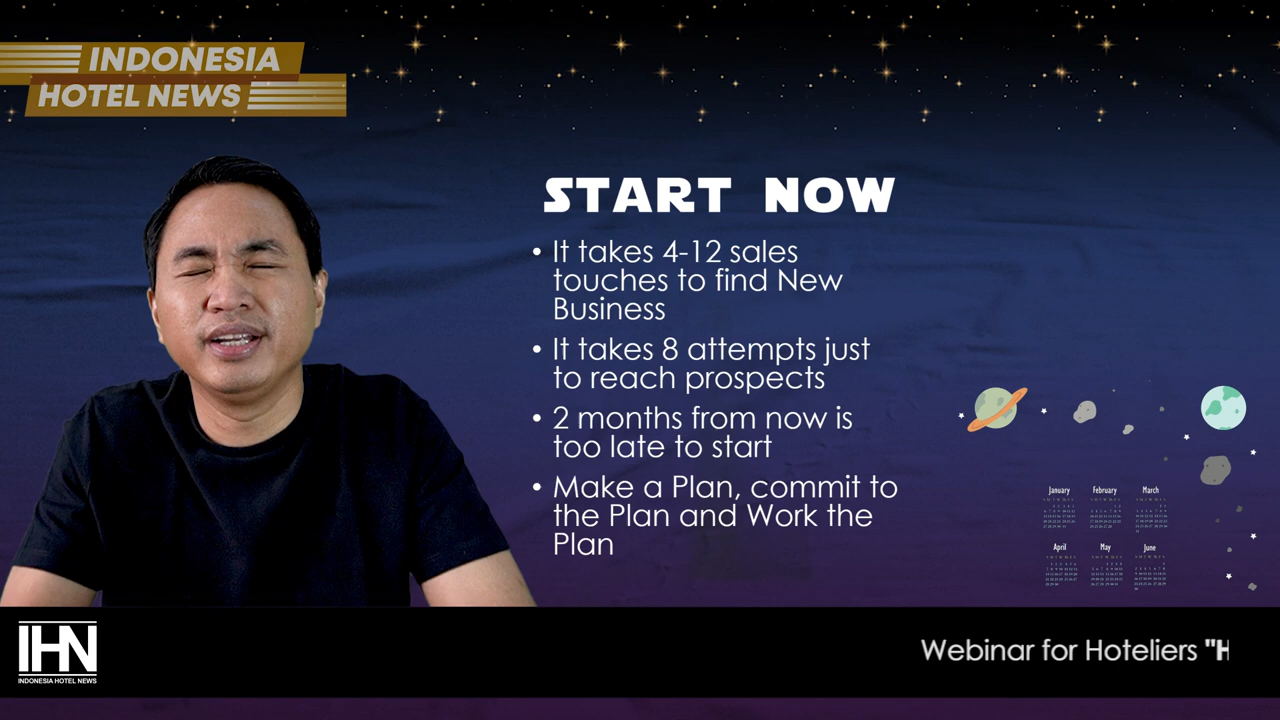 INDONESIA
HOTEL NEWS
START NOW
• It takes 4-12 sales
touches to find New
Business
• It takes 8 attempts just
to reach prospects
• 2 months from now is
too late to start
• Make a Plan, commit to
the Plan and Work the
Plan
January February March
April May June
IHN
INDONESIA HOTEL NEWS
Webinar for Hoteliers "H